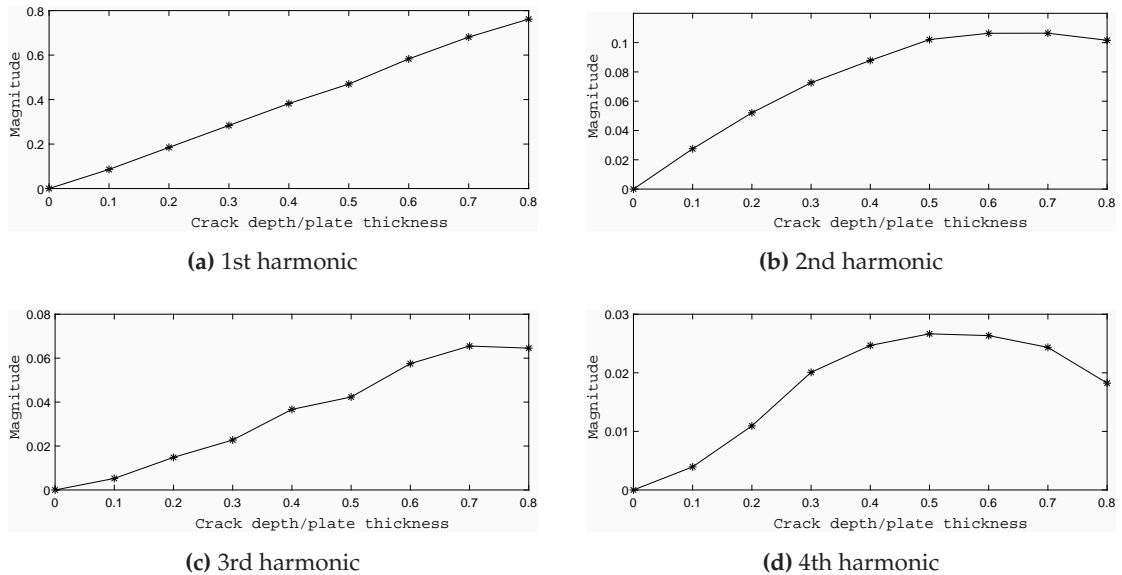 0.8
0.6
0.4
0.2
0
Magnitude
0 0.1 0.2 0.3 0.4 0.5 0.6 0.7 0.8
Crack depth/plate thickness
(a) 1st harmonic
0.1
0.08
0.06
0.04
0.02
0
Magnitude
0 0.1 0.2 0.3 0.4 0.5 0.6 0.7 0.8
Crack depth/plate thickness
(b) 2nd harmonic
0.08
0.06
0.04
0.02
0
Magnitude
0 0.1 0.2 0.3 0.4 0.5 0.6 0.7 0.8
Crack depth/plate thickness
(c) 3rd harmonic
0.03
0.02
0.01
0
Magnitude
0 0.1 0.2 0.3 0.4 0.5 0.6 0.7 0.8
Crack depth/plate thickness
(d) 4th harmonic